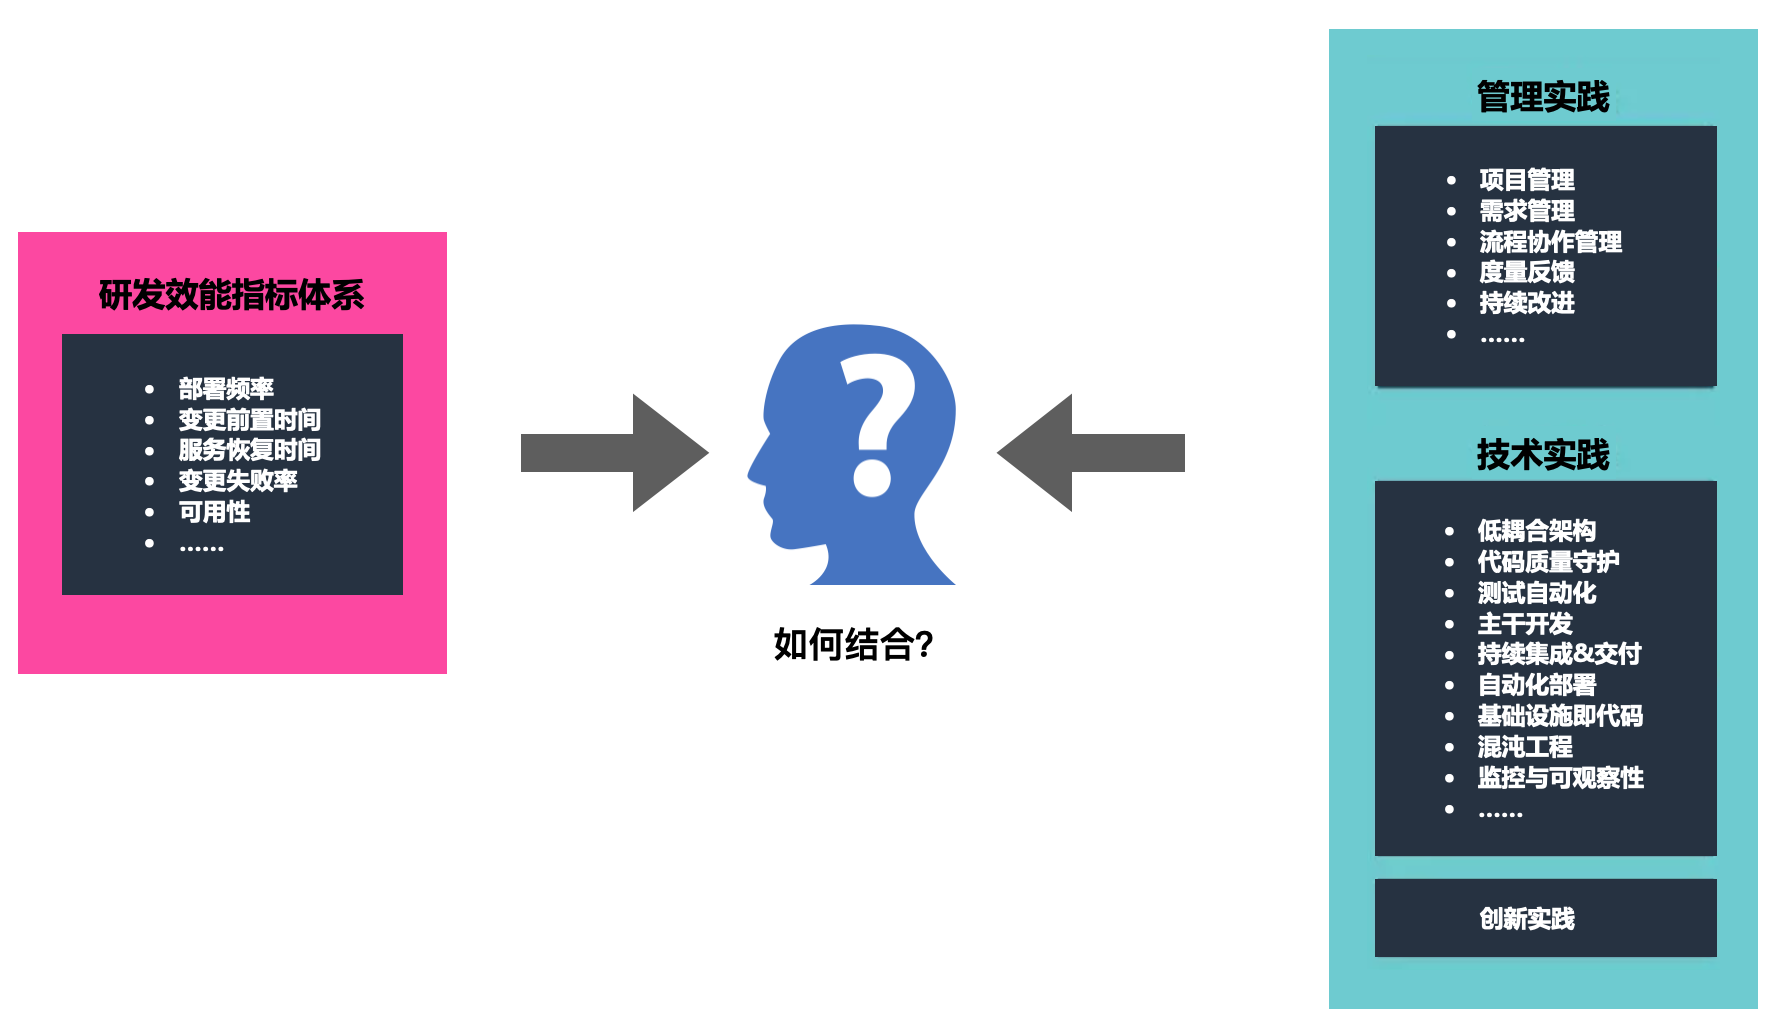 研发效能指标体系
• 部署频率
• 变更前置时间
• 服务恢复时间
• 变更失败率
• 可用性
• ......
?
如何结合?
管理实践
• 项目管理
• 需求管理
• 流程协作管理
• 度量反馈
• 持续改进
• ......
技术实践
• 低耦合架构
• 代码质量守护
• 测试自动化
• 主干开发
• 持续集成&交付
• 自动化部署
• 基础设施即代码
• 混沌工程
• 监控与可观察性
• ......
创新实践